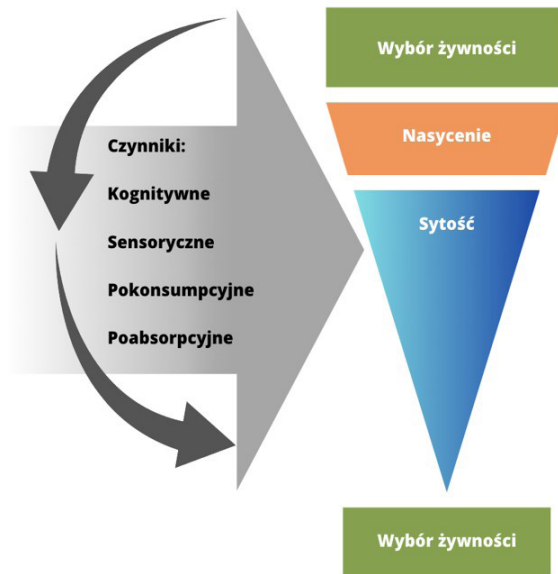 Wybór żywności
Nasycenie
Czynniki:
Kognitywne
Sensoryczne
Pokonsumpcyjne
Poabsorpcyjne
Sytość
Wybór żywności